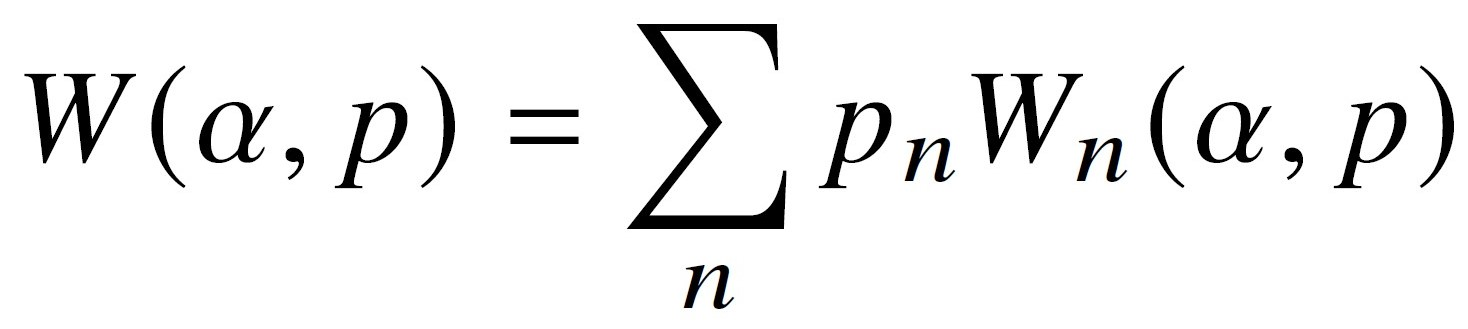 W(α, p) = ∑ₙ pₙWₙ(α, p)